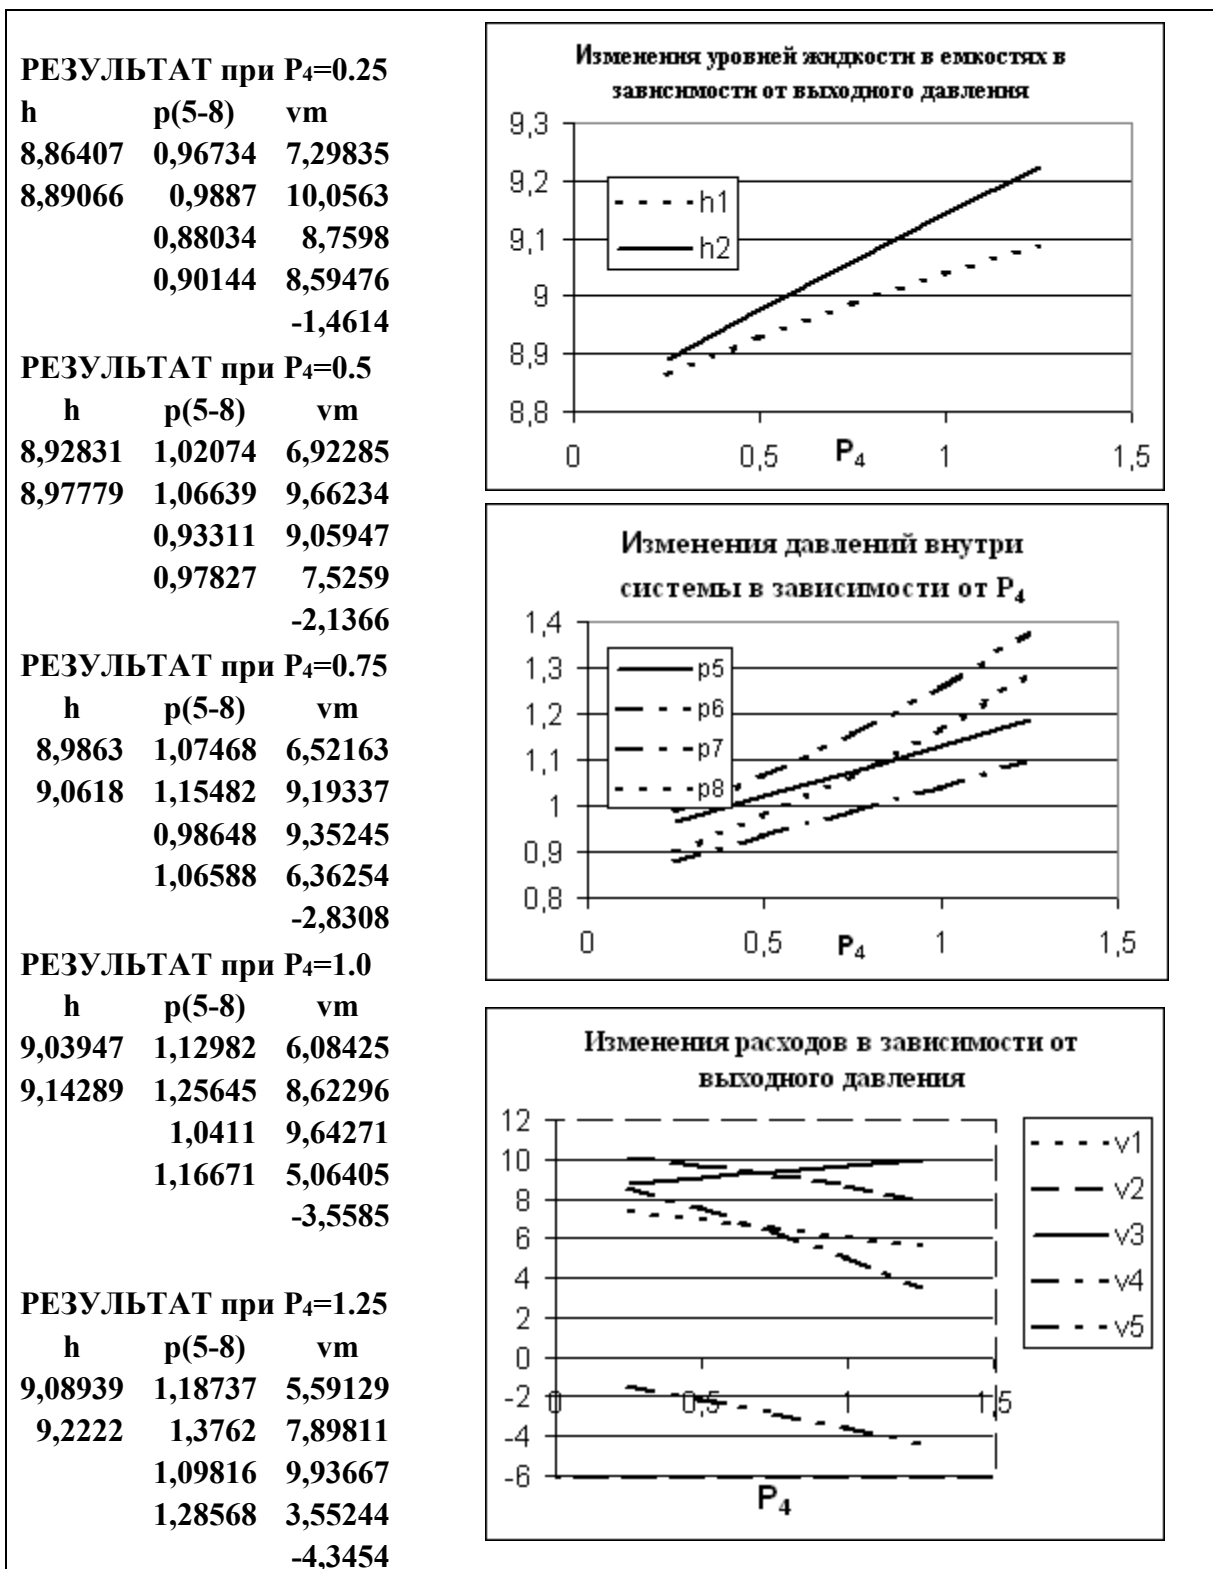 РЕЗУЛЬТАТ при P4=0.25
h p(5-8) vm
8,86407 0,96734 7,29835
8,89066 0,9887 10,0563
0,88034 8,7598
0,90144 8,59476
-1,4614
РЕЗУЛЬТАТ при P4=0.5
h p(5-8) vm
8,92831 1,02074 6,92285
8,97779 1,06639 9,66234
0,93311 9,05947
0,97827 7,5259
-2,1366
РЕЗУЛЬТАТ при P4=0.75
h p(5-8) vm
8,9863 1,07468 6,52163
9,0618 1,15482 9,19337
0,98648 9,35245
1,06588 6,36254
-2,8308
РЕЗУЛЬТАТ при P4=1.0
h p(5-8) vm
9,03947 1,12982 6,08425
9,14289 1,25645 8,62296
1,0411 9,64271
1,16671 5,06405
-3,5585
РЕЗУЛЬТАТ при P4=1.25
h p(5-8) vm
9,08939 1,18737 5,59129
9,2222 1,3762 7,89811
1,09816 9,93667
1,28568 3,55244
-4,3454
Изменения уровней жидкости в емкостях в
зависимости от выходного давления
9,3
9,2
9,1
9
8,9
8,8
h1
h2
0 0,5 P4 1 1,5
Изменения давлений внутри
системы в зависимости от P4
1,4
1,3
1,2
1,1
1
0,9
0,8
p5
p6
p7
p8
0 0,5 P4 1 1,5
Изменения расходов в зависимости от
выходного давления
12
10
8
6
4
2
0
-2
-4
-6
0 0,5 1 1,5
P4
v1
v2
v3
v4
v5